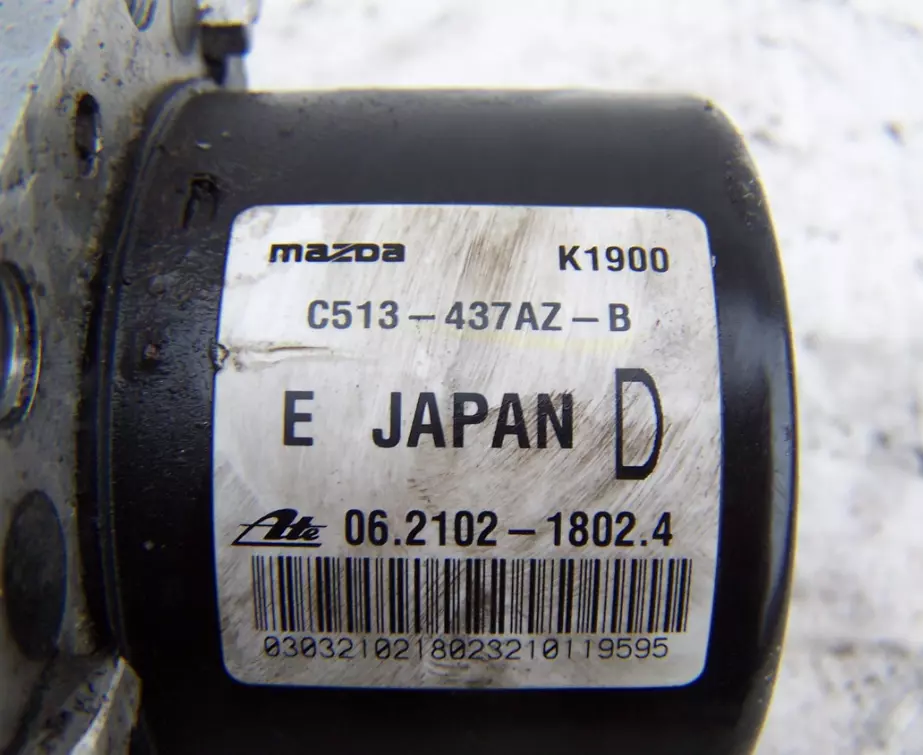 mazDa K1900
C513-437AZ-B
E JAPAN D
Ate 06.2102-1802.4
0303210218023210119595